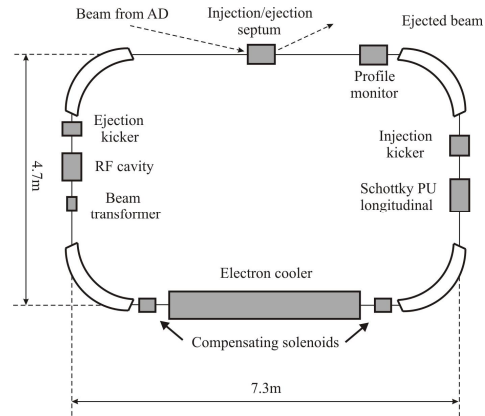 Beam from AD
Injection/ejection
septum
Ejected beam
Profile
monitor
Ejection
kicker
Injection
kicker
RF cavity
4.7m
Schottky PU
longitudinal
Beam
transformer
Electron cooler
Compensating solenoids
7.3m